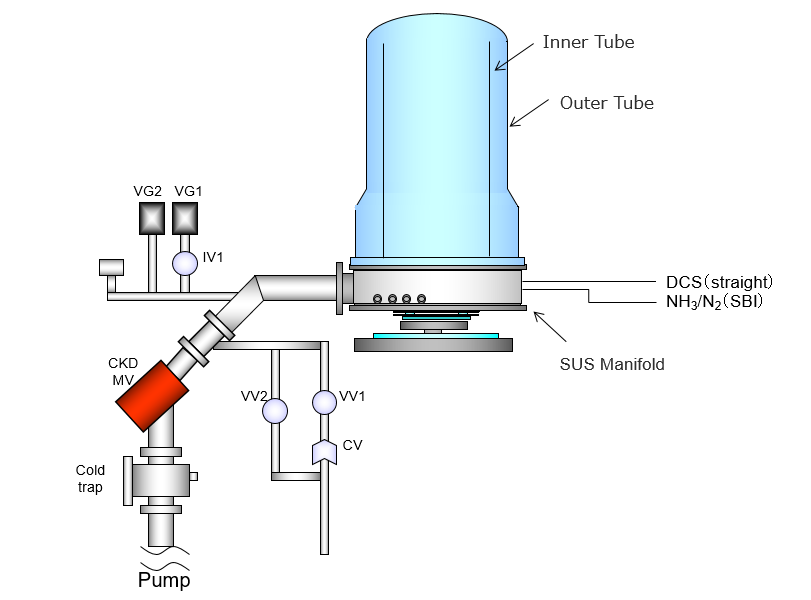 Inner Tube
Outer Tube
VG2 VG1
IV1
DCS(straight)
NH₃/N₂(SBI)
SUS Manifold
CKD
MV
VV2
VV1
CV
Cold
trap
Pump